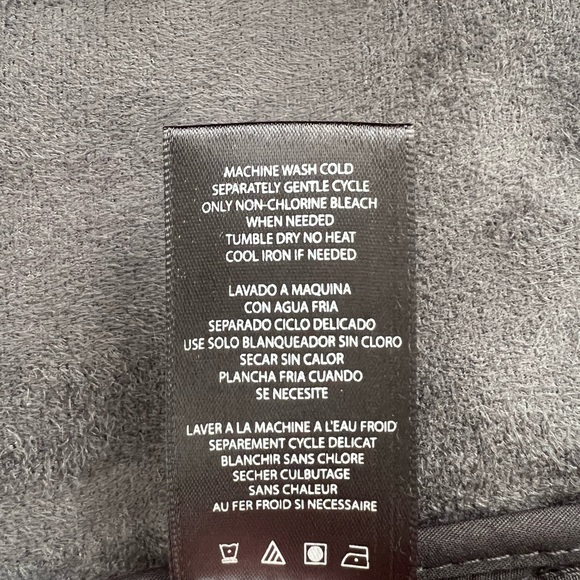 MACHINE WASH COLD
SEPARATELY GENTLE CYCLE
ONLY NON-CHLORINE BLEACH
WHEN NEEDED
TUMBLE DRY NO HEAT
COOL IRON IF NEEDED
LAVADO A MAQUINA
CON AGUA FRIA
SEPARADO CICLO DELICADO
USE SOLO BLANQUEADOR SIN CLORO
SECAR SIN CALOR
PLANCHA FRIA CUANDO
SE NECESITE
LAVER A LA MACHINE A L'EAU FROID
SEPAREMENT CYCLE DELICAT
BLANCHIR SANS CHLORE
SECHER CULBUTAGE
SANS CHALEUR
AU FER FROID SI NECESSAIRE